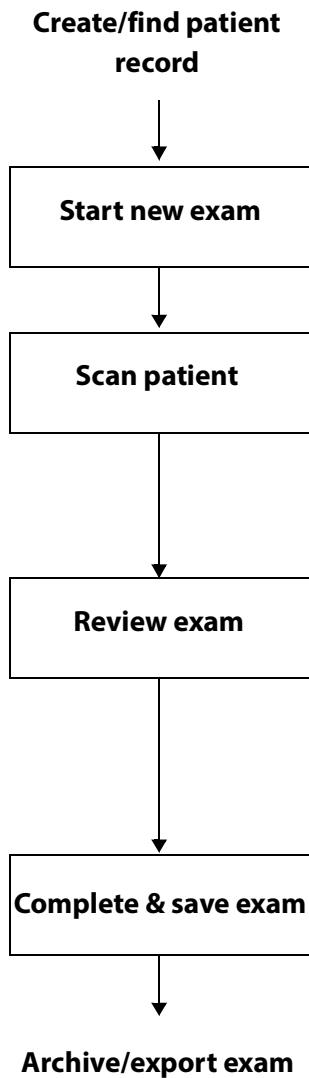 Create/find patient
record
Start new exam
Scan patient
Review exam
Complete & save exam
Archive/export exam